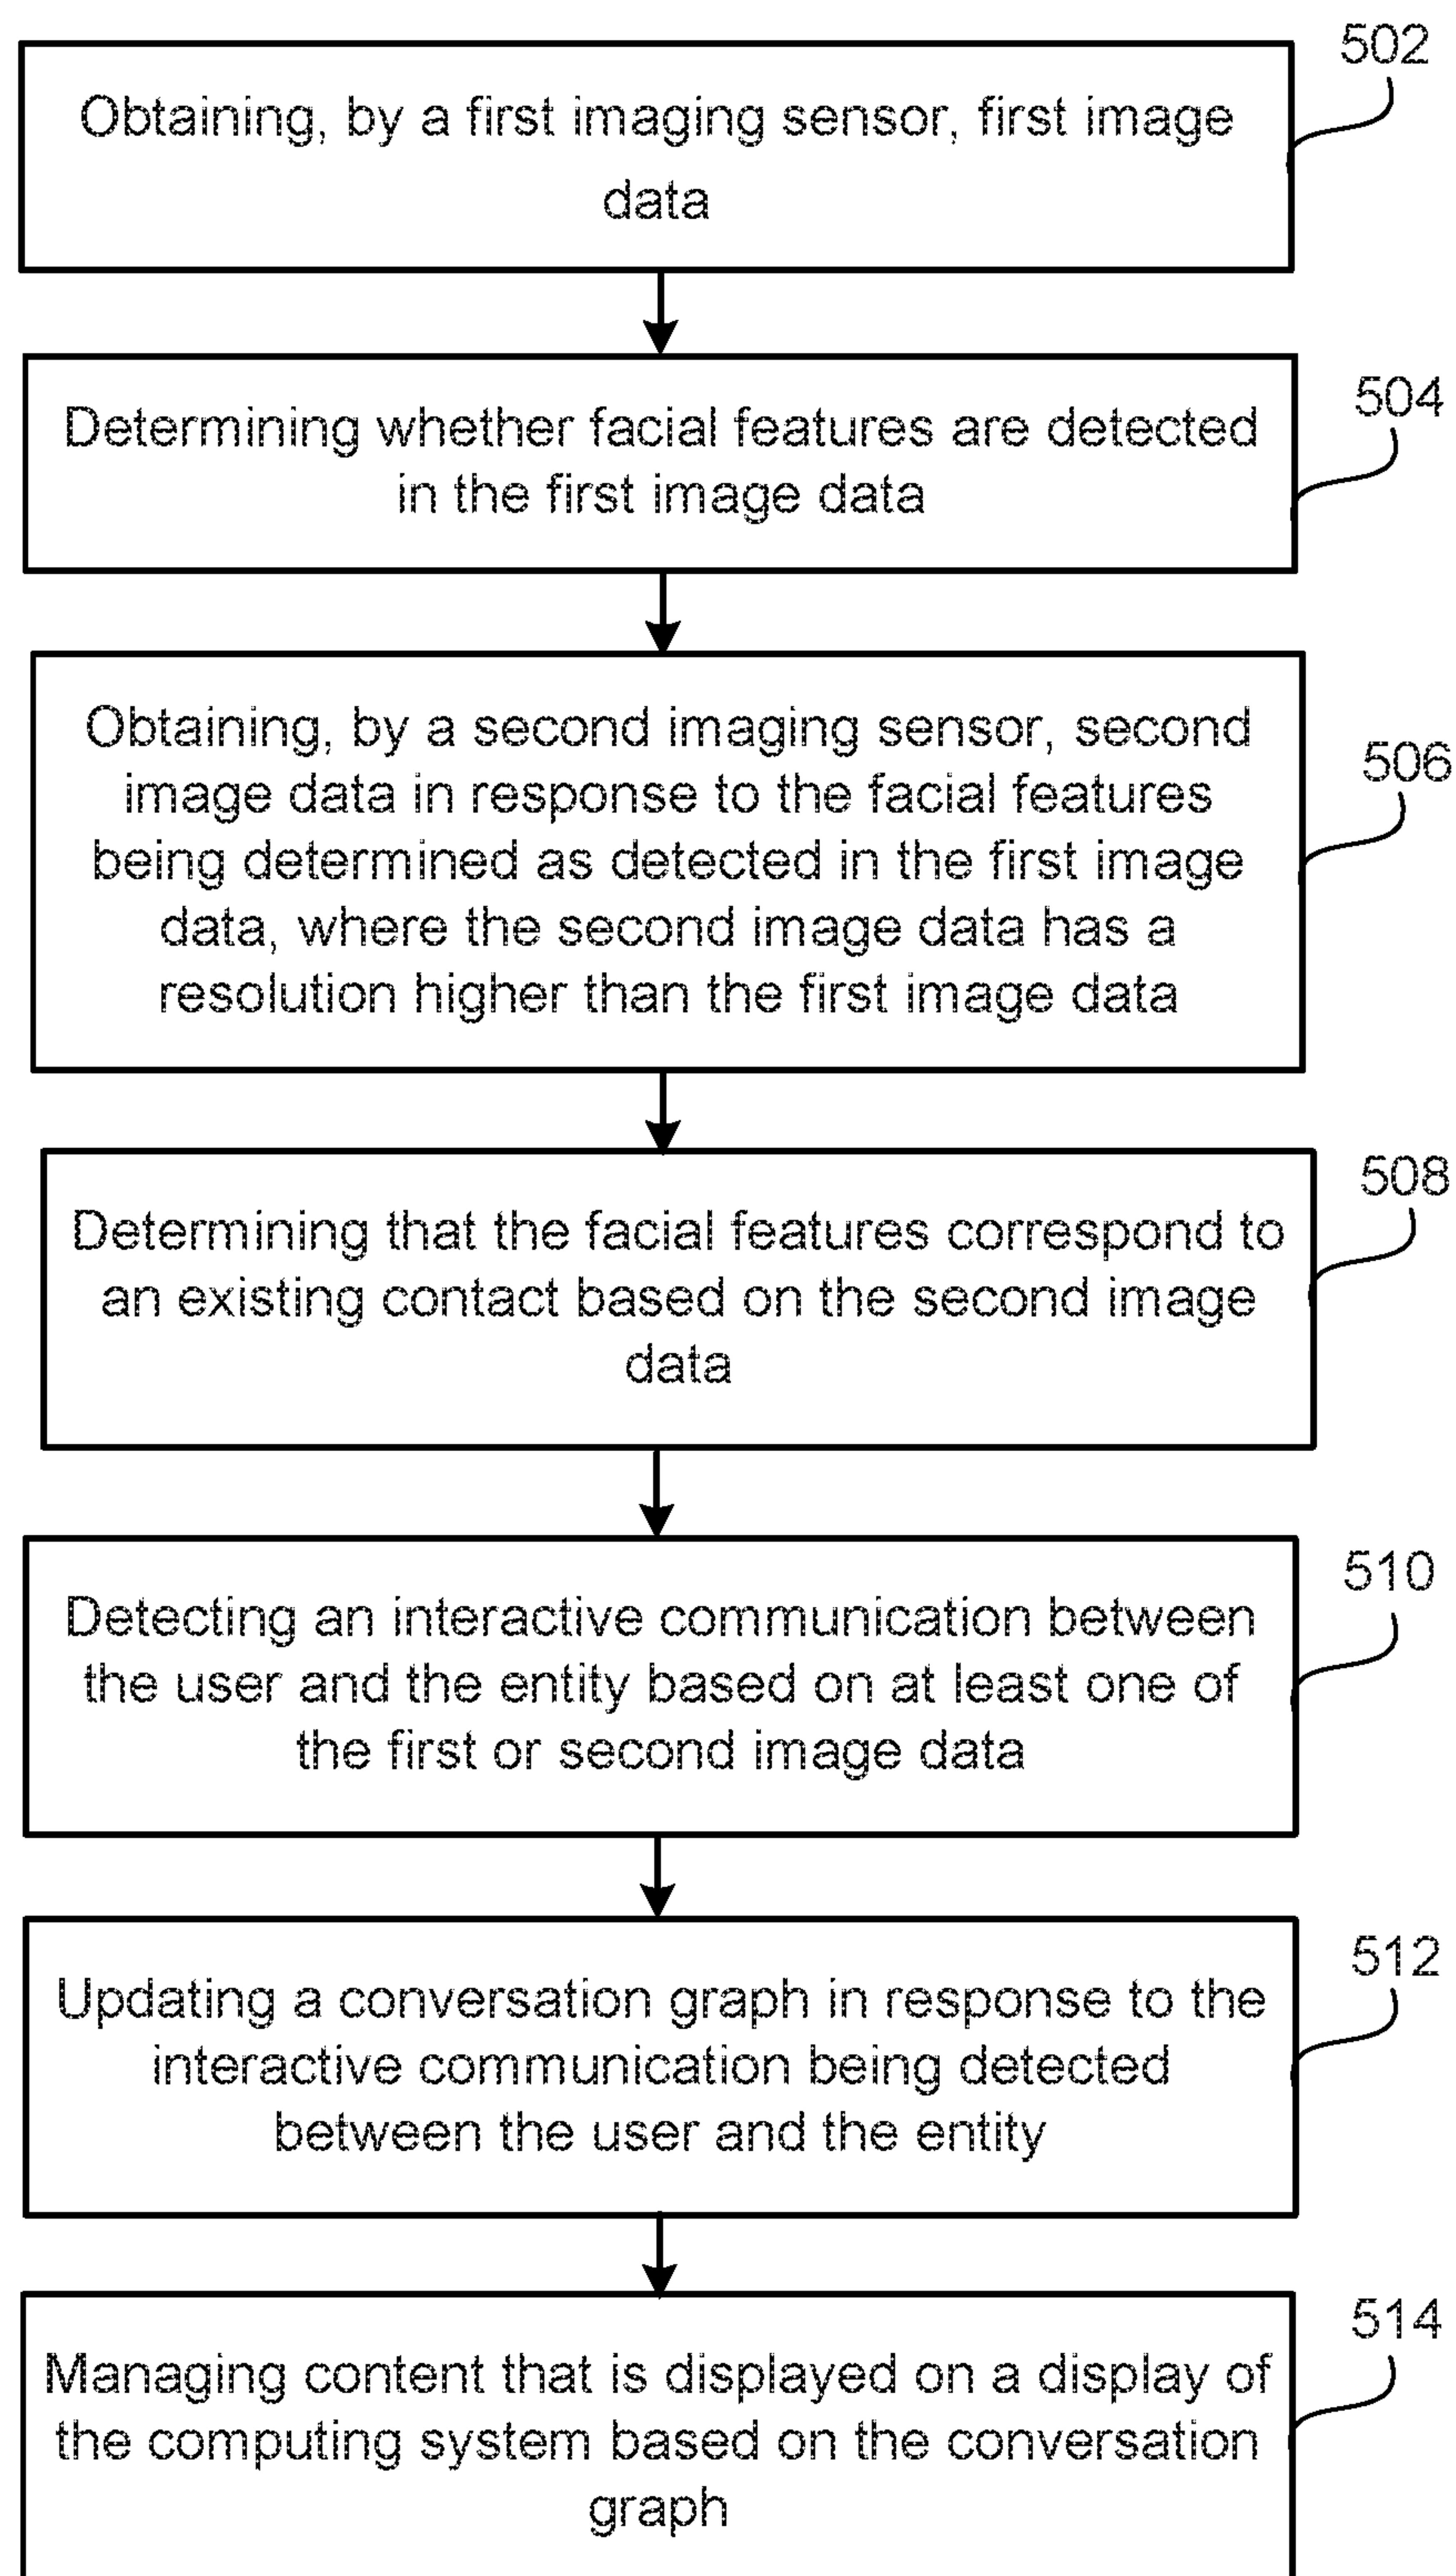 502
Obtaining, by a first imaging sensor, first image
data
504
Determining whether facial features are detected
in the first image data
506
Obtaining, by a second imaging sensor, second
image data in response to the facial features
being determined as detected in the first image
data, where the second image data has a
resolution higher than the first image data
508
Determining that the facial features correspond to
an existing contact based on the second image
data
510
Detecting an interactive communication between
the user and the entity based on at least one of
the first or second image data
512
Updating a conversation graph in response to the
interactive communication being detected
between the user and the entity
514
Managing content that is displayed on a display of
the computing system based on the conversation
graph